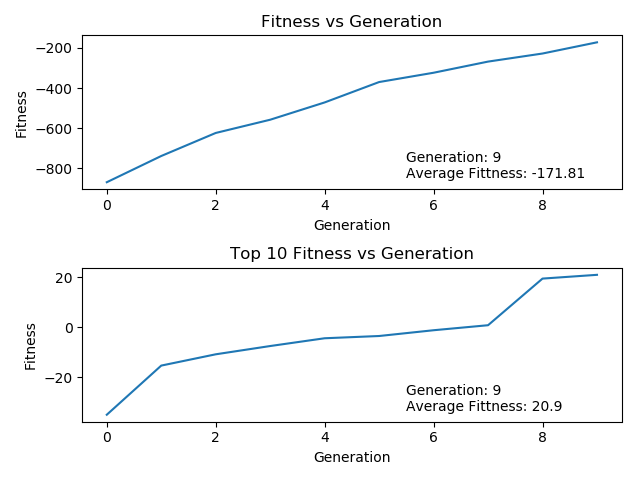 Fitness vs Generation
−200
−400
−600
−800
Fitness
Generation: 9
Average Fittness: -171.81
0 2 4 6 8
Generation
Top 10 Fitness vs Generation
20
0
−20
Fitness
Generation: 9
Average Fittness: 20.9
0 2 4 6 8
Generation